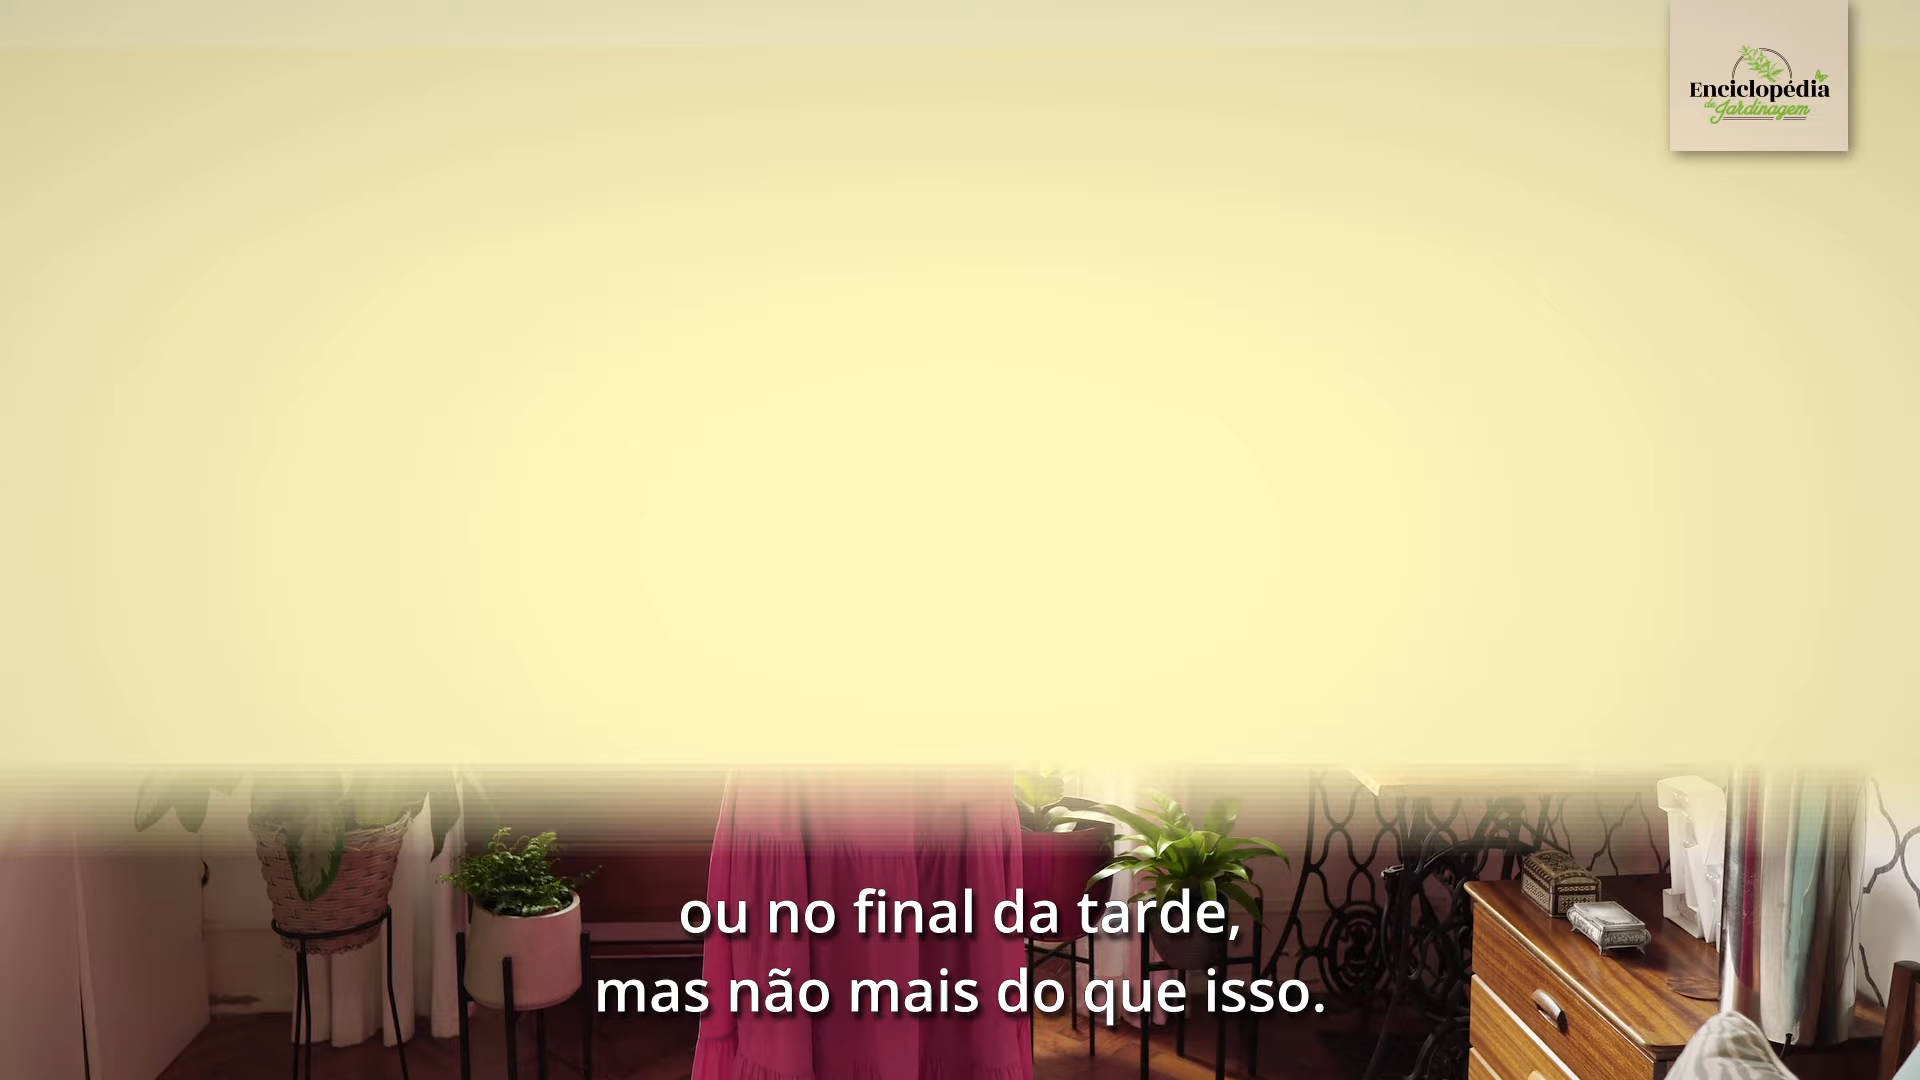 Enciclopédia
de Jardinagem
ou no final da tarde,
mas não mais do que isso.